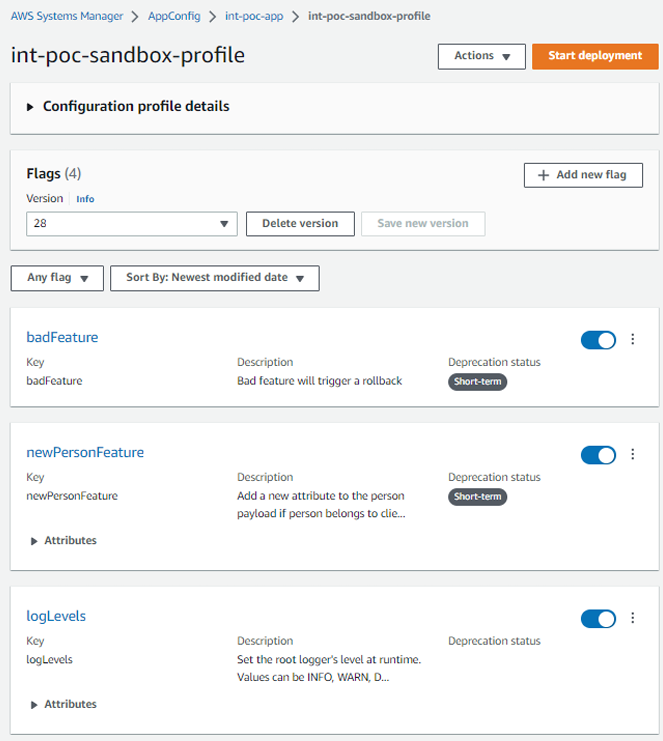 AWS Systems Manager > AppConfig > int-poc-app > int-poc-sandbox-profile
int-poc-sandbox-profile
Actions
Start deployment
Configuration profile details
Flags (4)
+ Add new flag
Version Info
28
Delete version
Save new version
Any flag
Sort By: Newest modified date
badFeature
Key Description Deprecation status
badFeature Bad feature will trigger a rollback Short-term
newPersonFeature
Key Description Deprecation status
newPersonFeature Add a new attribute to the person Short-term
payload if person belongs to clie...
Attributes
logLevels
Key Description Deprecation status
logLevels Set the root logger's level at runtime.
Values can be INFO, WARN, D...
Attributes